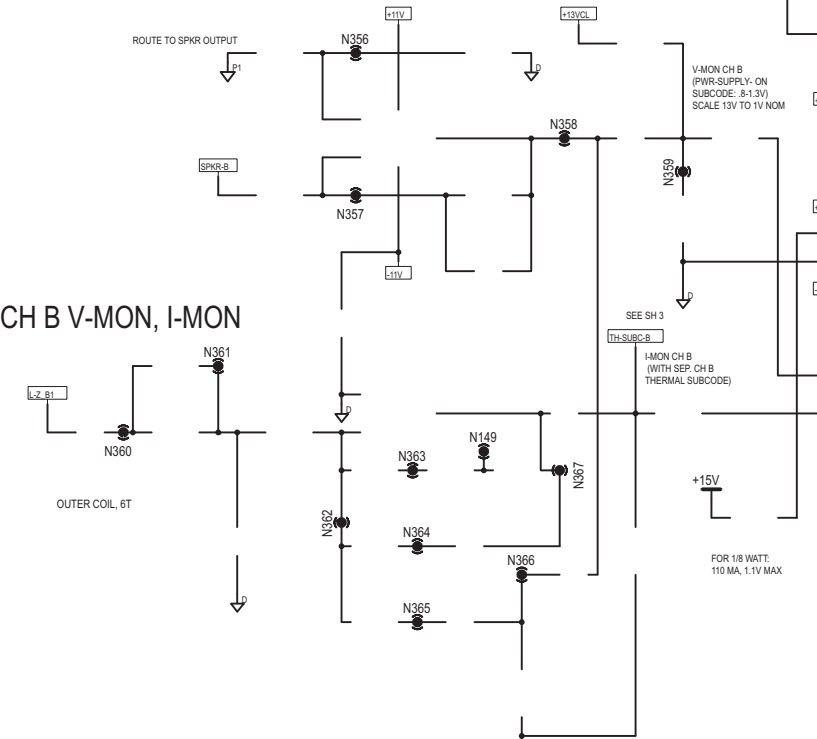 +11V
+13VCL
ROUTE TO SPKR OUTPUT
N356
P1
D
V-MON CH B
(PWR-SUPPLY- ON
SUBCODE: .8-1.3V)
SCALE 13V TO 1V NOM
N358
SPKR-B
N359
N357
-11V
D
CH B V-MON, I-MON
SEE SH 3
TH-SUBC-B
N361
I-MON CH B
(WITH SEP. CH B
THERMAL SUBCODE)
L-Z_B1
D
N360
N149
N363
N367
+15V
OUTER COIL, 6T
N362
N364
N366
FOR 1/8 WATT:
110 MA, 1.1V MAX
D
N365